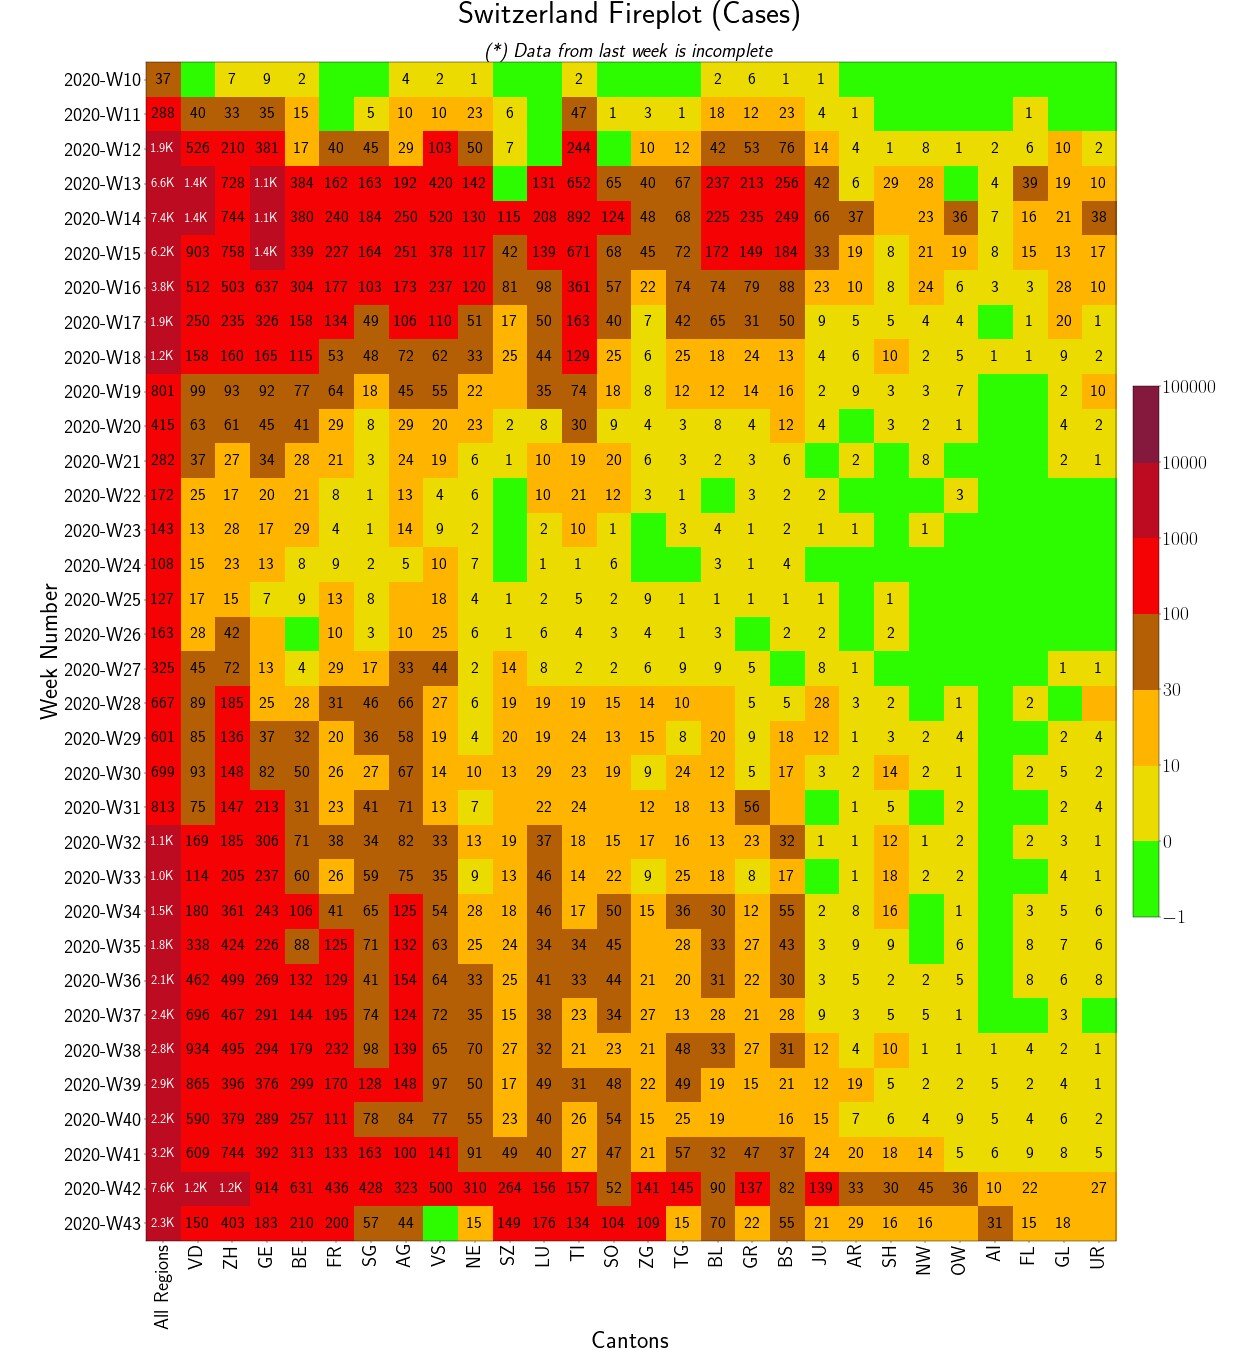 Switzerland Fireplot (Cases)
(*) Data from last week is incomplete
2020-W10 37 7 9 2 4 2 1 2 2 6 1 1
2020-W11 288 40 33 35 15 5 10 10 23 6 47 1 3 1 18 12 23 4 1 1
2020-W12 1.9K 526 210 381 17 40 45 29 103 50 7 244 10 12 42 53 76 14 4 1 8 1 2 6 10 2
2020-W13 6.6K 1.4K 728 1.1K 384 162 163 192 420 142 131 652 65 40 67 237 213 256 42 6 29 28 4 39 19 10
2020-W14 7.4K 1.4K 744 1.1K 380 240 184 250 520 130 115 208 892 124 48 68 225 235 249 66 37 23 36 7 16 21 38
2020-W15 6.2K 903 758 1.4K 339 227 164 251 378 117 42 139 671 68 45 72 172 149 184 33 19 8 21 19 8 15 13 17
2020-W16 3.8K 512 503 637 304 177 103 173 237 120 81 98 361 57 22 74 74 79 88 23 10 8 24 6 3 3 28 10
2020-W17 1.9K 250 235 326 158 134 49 106 110 51 17 50 163 40 7 42 65 31 50 9 5 5 4 4 1 20 1
2020-W18 1.2K 158 160 165 115 53 48 72 62 33 25 44 129 25 6 25 18 24 13 4 6 10 2 5 1 1 9 2
2020-W19 801 99 93 92 77 64 18 45 55 22 35 74 18 8 12 12 14 16 2 9 3 3 7 2 10
2020-W20 415 63 61 45 41 29 8 29 20 23 2 8 30 9 4 3 8 4 12 4 3 2 1 4 2
2020-W21 282 37 27 34 28 21 3 24 19 6 1 10 19 20 6 3 2 3 6 2 8 2 1
2020-W22 172 25 17 20 21 8 1 13 4 6 10 21 12 3 1 3 2 2 3
2020-W23 143 13 28 17 29 4 1 14 9 2 2 10 1 3 4 1 2 1 1 1
2020-W24 108 15 23 13 8 9 2 5 10 7 1 1 6 3 1 4
2020-W25 127 17 15 7 9 13 8 18 4 1 2 5 2 9 1 1 1 1 1 1
2020-W26 163 28 42 10 3 10 25 6 1 6 4 3 4 1 3 2 2 2
2020-W27 325 45 72 13 4 29 17 33 44 2 14 8 2 2 6 9 9 5 8 1 1 1
2020-W28 667 89 185 25 28 31 46 66 27 6 19 19 19 15 14 10 5 5 28 3 2 1 2
2020-W29 601 85 136 37 32 20 36 58 19 4 20 19 24 13 15 8 20 9 18 12 1 3 2 4 2 4
2020-W30 699 93 148 82 50 26 27 67 14 10 13 29 23 19 9 24 12 5 17 3 2 14 2 1 2 5 2
2020-W31 813 75 147 213 31 23 41 71 13 7 22 24 12 18 13 56 1 5 2 2 4
2020-W32 1.1K 169 185 306 71 38 34 82 33 13 19 37 18 15 17 16 13 23 32 1 1 12 1 2 2 3 1
2020-W33 1.0K 114 205 237 60 26 59 75 35 9 13 46 14 22 9 25 18 8 17 1 18 2 2 4 1
2020-W34 1.5K 180 361 243 106 41 65 125 54 28 18 46 17 50 15 36 30 12 55 2 8 16 1 3 5 6
2020-W35 1.8K 338 424 226 88 125 71 132 63 25 24 34 34 45 28 33 27 43 3 9 9 6 8 7 6
2020-W36 2.1K 462 499 269 132 129 41 154 64 33 25 41 33 44 21 20 31 22 30 3 5 2 2 5 8 6 8
2020-W37 2.4K 696 467 291 144 195 74 124 72 35 15 38 23 34 27 13 28 21 28 9 3 5 5 1 3
2020-W38 2.8K 934 495 294 179 232 98 139 65 70 27 32 21 23 21 48 33 27 31 12 4 10 1 1 1 4 2 1
2020-W39 2.9K 865 396 376 299 170 128 148 97 50 17 49 31 48 22 49 19 15 21 12 19 5 2 2 5 2 4 1
2020-W40 2.2K 590 379 289 257 111 78 84 77 55 23 40 26 54 15 25 19 16 15 7 6 4 9 5 4 6 2
2020-W41 3.2K 609 744 392 313 133 163 100 141 91 49 40 27 47 21 57 32 47 37 24 20 18 14 5 6 9 8 5
2020-W42 7.6K 1.2K 1.2K 914 631 436 428 323 500 310 264 156 157 52 141 145 90 137 82 139 33 30 45 36 10 22 27
2020-W43 2.3K 150 403 183 210 200 57 44 15 149 176 134 104 109 15 70 22 55 21 29 16 16 31 15 18
All Regions VD ZH GE BE FR SG AG VS NE SZ LU TI SO ZG TG BL GR BS JU AR SH NW OW AI FL GL UR
Cantons
Week Number
100000
10000
1000
100
30
10
0
−1